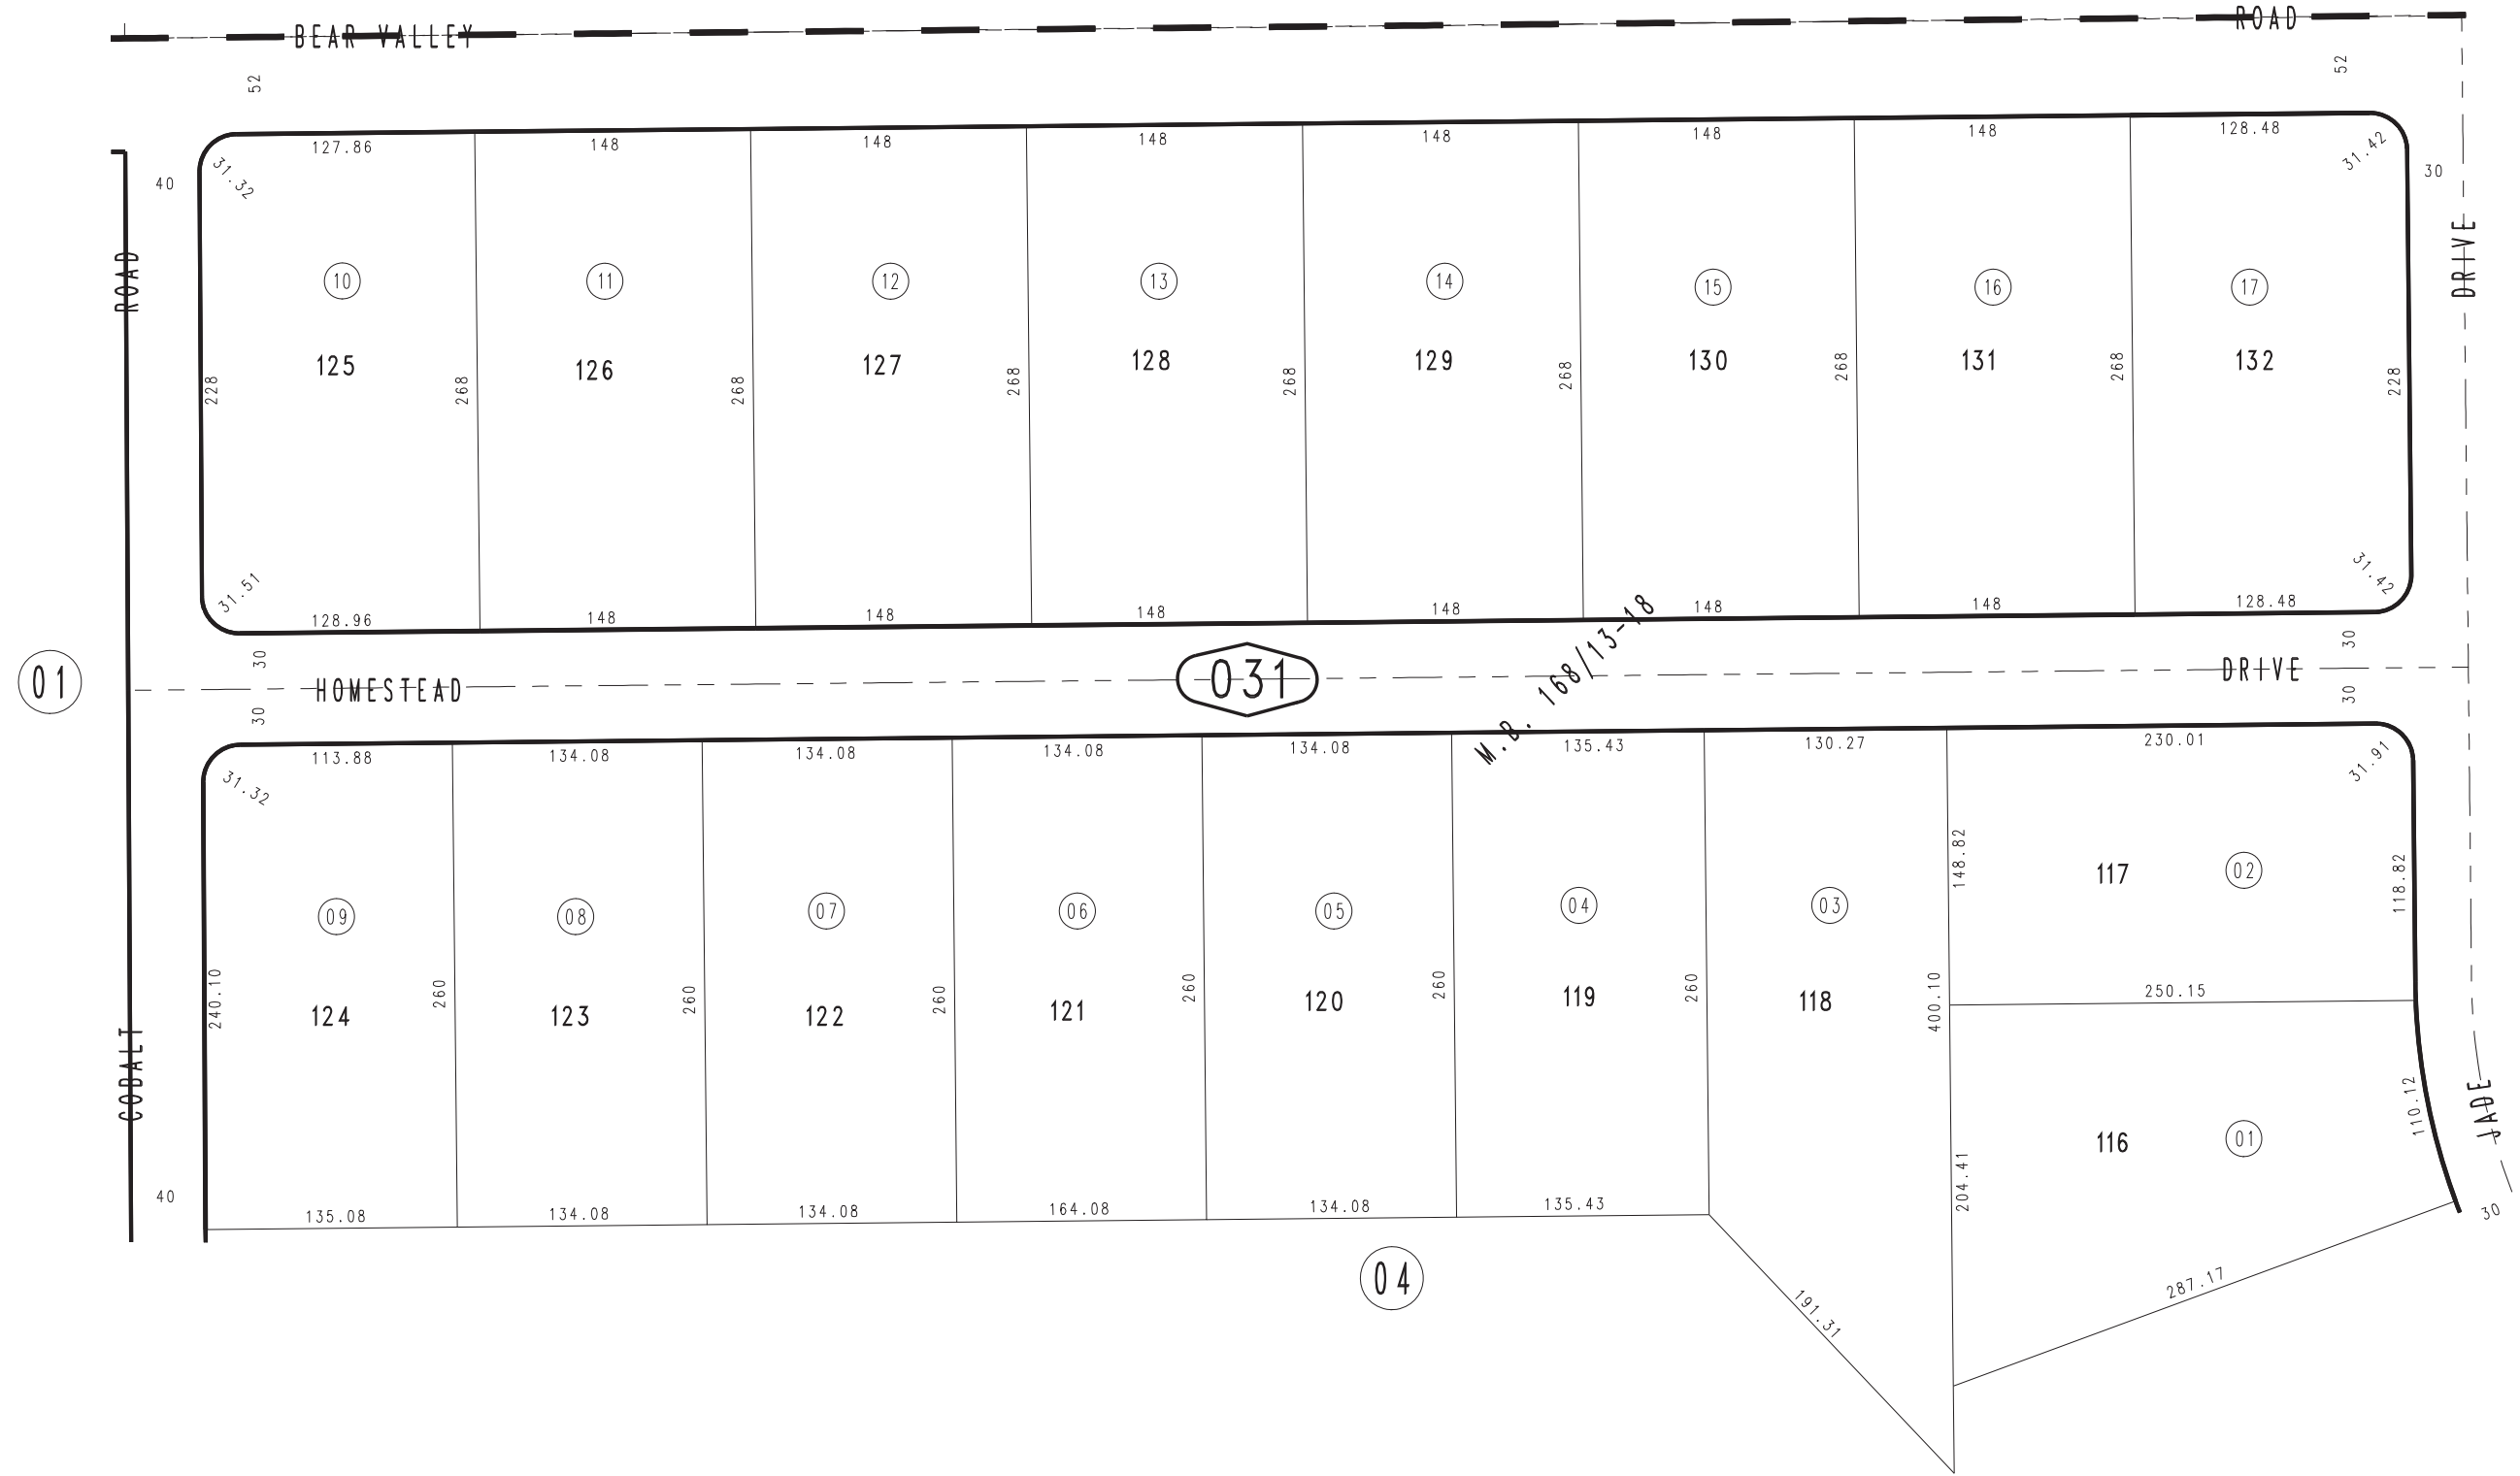 BEAR VALLEY ROAD
52 52
127.86 148 148 148 148 148 148 128.48
31.32 31.42
40 30
ROAD DRIVE
10 11 12 13 14 15 16 17
125 126 127 128 129 130 131 132
228 268 268 268 268 268 268 268 228
31.51 31.42
128.96 148 148 148 148 148 148 128.48
30 30
01 HOMESTEAD 031 M.B. 168/13-18 DRIVE
30 30
113.88 134.08 134.08 134.08 134.08 135.43 130.27 230.01
31.32 31.91
148.82 118.82
09 08 07 06 05 04 03 117 02
240.10 260 260 260 260 260 260 400.10 250.15
124 123 122 121 120 119 118
COBALT 110.12 JADE
116 01
40 204.41 30
135.08 134.08 134.08 164.08 134.08 135.43
04 287.17
191.31